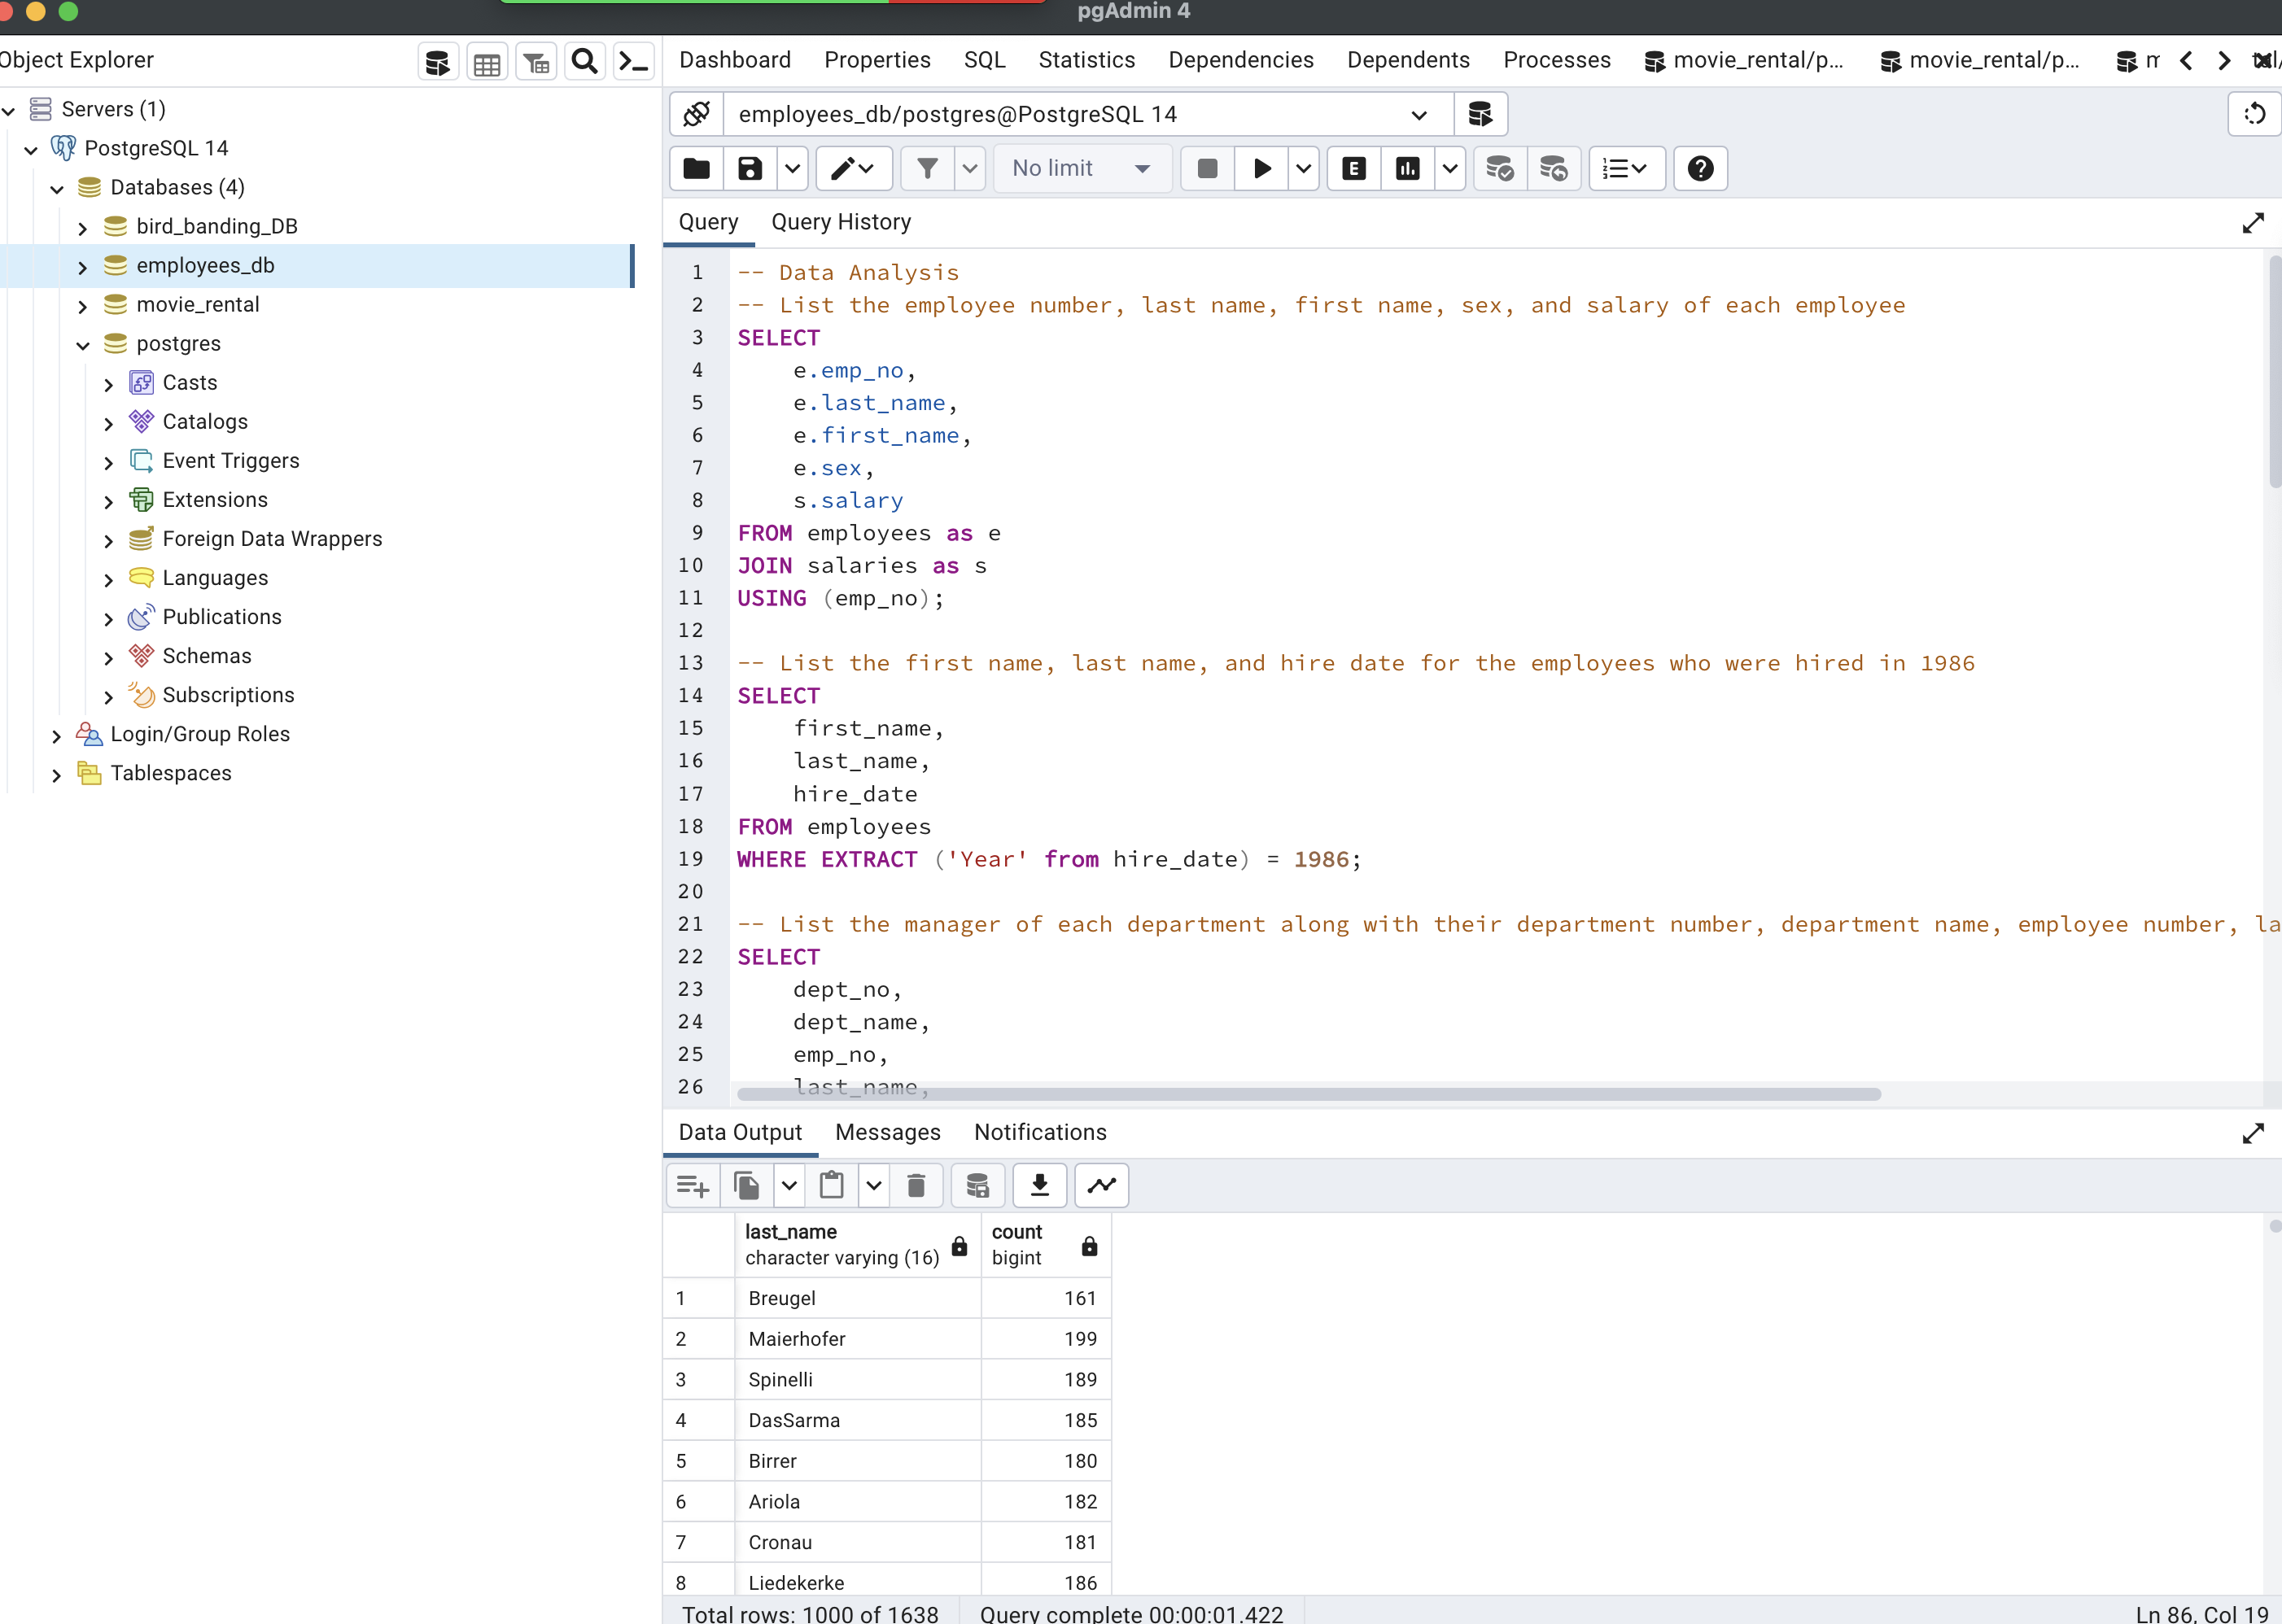 pgAdmin 4
Object Explorer
Dashboard Properties SQL Statistics Dependencies Dependents Processes movie_rental/p... movie_rental/p...
Servers (1)
PostgreSQL 14
Databases (4)
bird_banding_DB
employees_db
movie_rental
postgres
Casts
Catalogs
Event Triggers
Extensions
Foreign Data Wrappers
Languages
Publications
Schemas
Subscriptions
Login/Group Roles
Tablespaces
employees_db/postgres@PostgreSQL 14
No limit
Query Query History
1 -- Data Analysis
2 -- List the employee number, last name, first name, sex, and salary of each employee
3 SELECT
4 e.emp_no,
5 e.last_name,
6 e.first_name,
7 e.sex,
8 s.salary
9 FROM employees as e
10 JOIN salaries as s
11 USING (emp_no);
12
13 -- List the first name, last name, and hire date for the employees who were hired in 1986
14 SELECT
15 first_name,
16 last_name,
17 hire_date
18 FROM employees
19 WHERE EXTRACT ('Year' from hire_date) = 1986;
20
21 -- List the manager of each department along with their department number, department name, employee number, la
22 SELECT
23 dept_no,
24 dept_name,
25 emp_no,
26 last_name,
Data Output Messages Notifications
last_name count
character varying (16) bigint
1 Breugel 161
2 Maierhofer 199
3 Spinelli 189
4 DasSarma 185
5 Birrer 180
6 Ariola 182
7 Cronau 181
8 Liedekerke 186
Total rows: 1000 of 1638 Query complete 00:00:01.422 Ln 86, Col 19